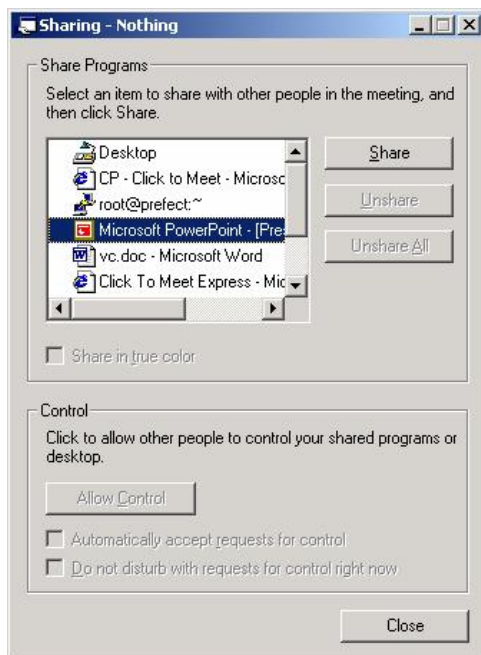 Sharing - Nothing
Share Programs
Select an item to share with other people in the meeting, and
then click Share.
Desktop
CP - Click to Meet - Microsc
root@prefect:~
Microsoft PowerPoint - [Pre
vc.doc - Microsoft Word
Click To Meet Express - Mic
Share
Unshare
Unshare All
Share in true color
Control
Click to allow other people to control your shared programs or
desktop.
Allow Control
Automatically accept requests for control
Do not disturb with requests for control right now
Close